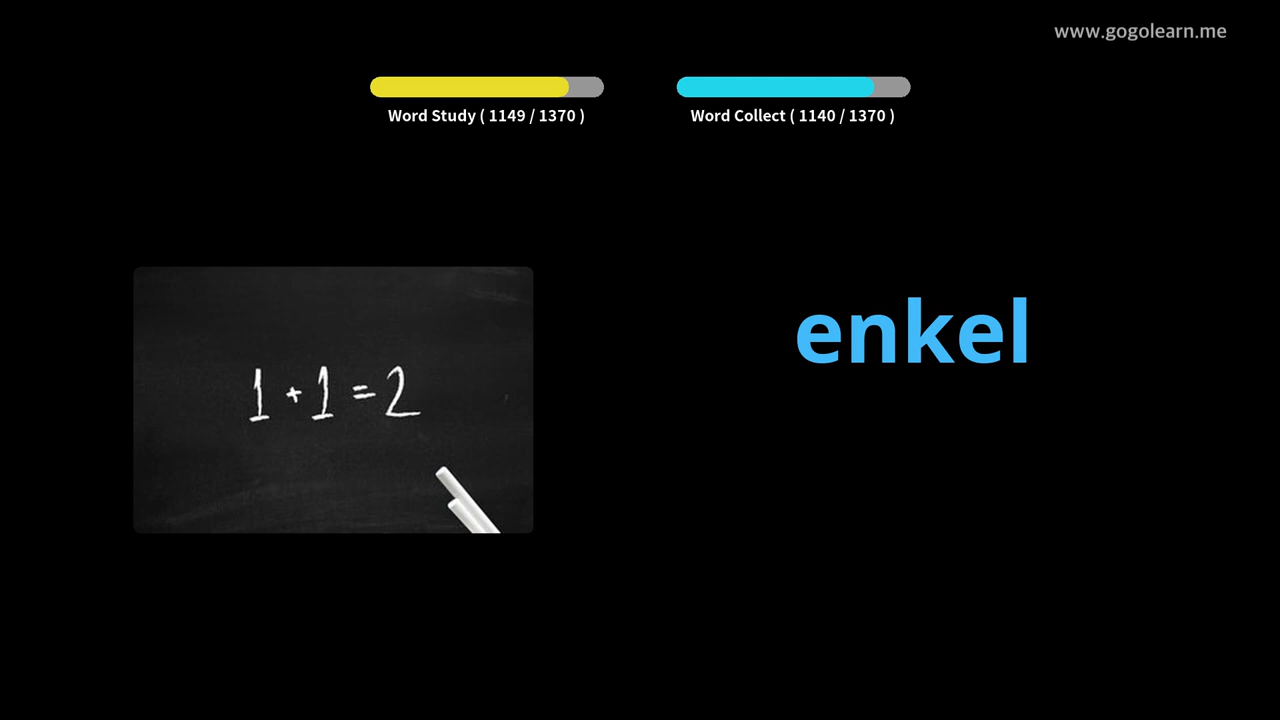 www.gogolearn.me
Word Study ( 1149 / 1370 )
Word Collect ( 1140 / 1370 )
enkel
1 + 1 = 2